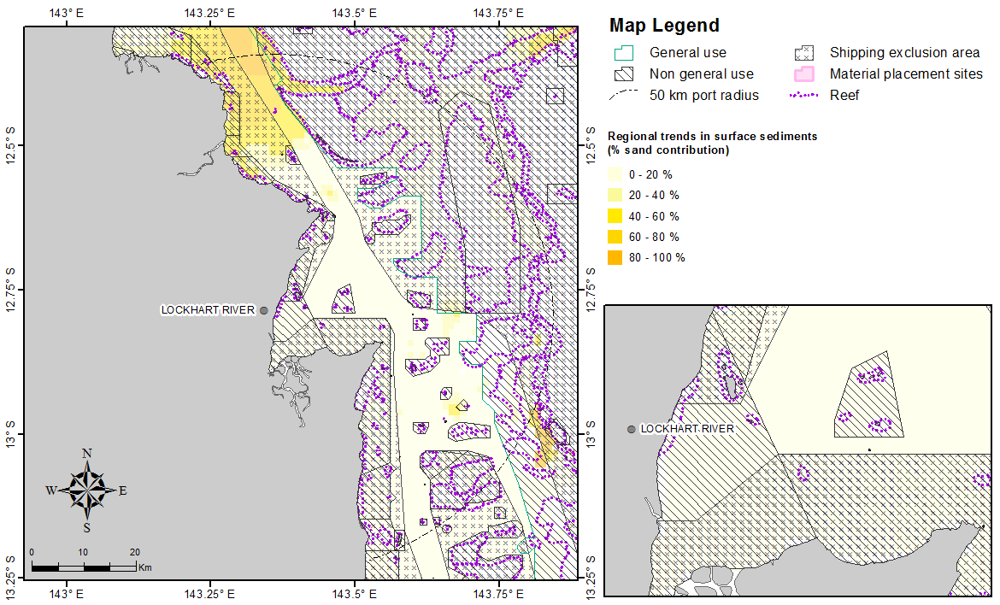 143° E
143.25° E
143.5° E
143.75° E
12.5° S
12.75° S
13° S
13.25° S
LOCKHART RIVER
N
W
E
S
0
10
20
Km
143° E
143.25° E
143.5° E
143.75° E
12.5° S
12.75° S
13° S
13.25° S
Map Legend
General use
Non general use
50 km port radius
Shipping exclusion area
Material placement sites
Reef
Regional trends in surface sediments
(% sand contribution)
0 - 20 %
20 - 40 %
40 - 60 %
60 - 80 %
80 - 100 %
LOCKHART RIVER